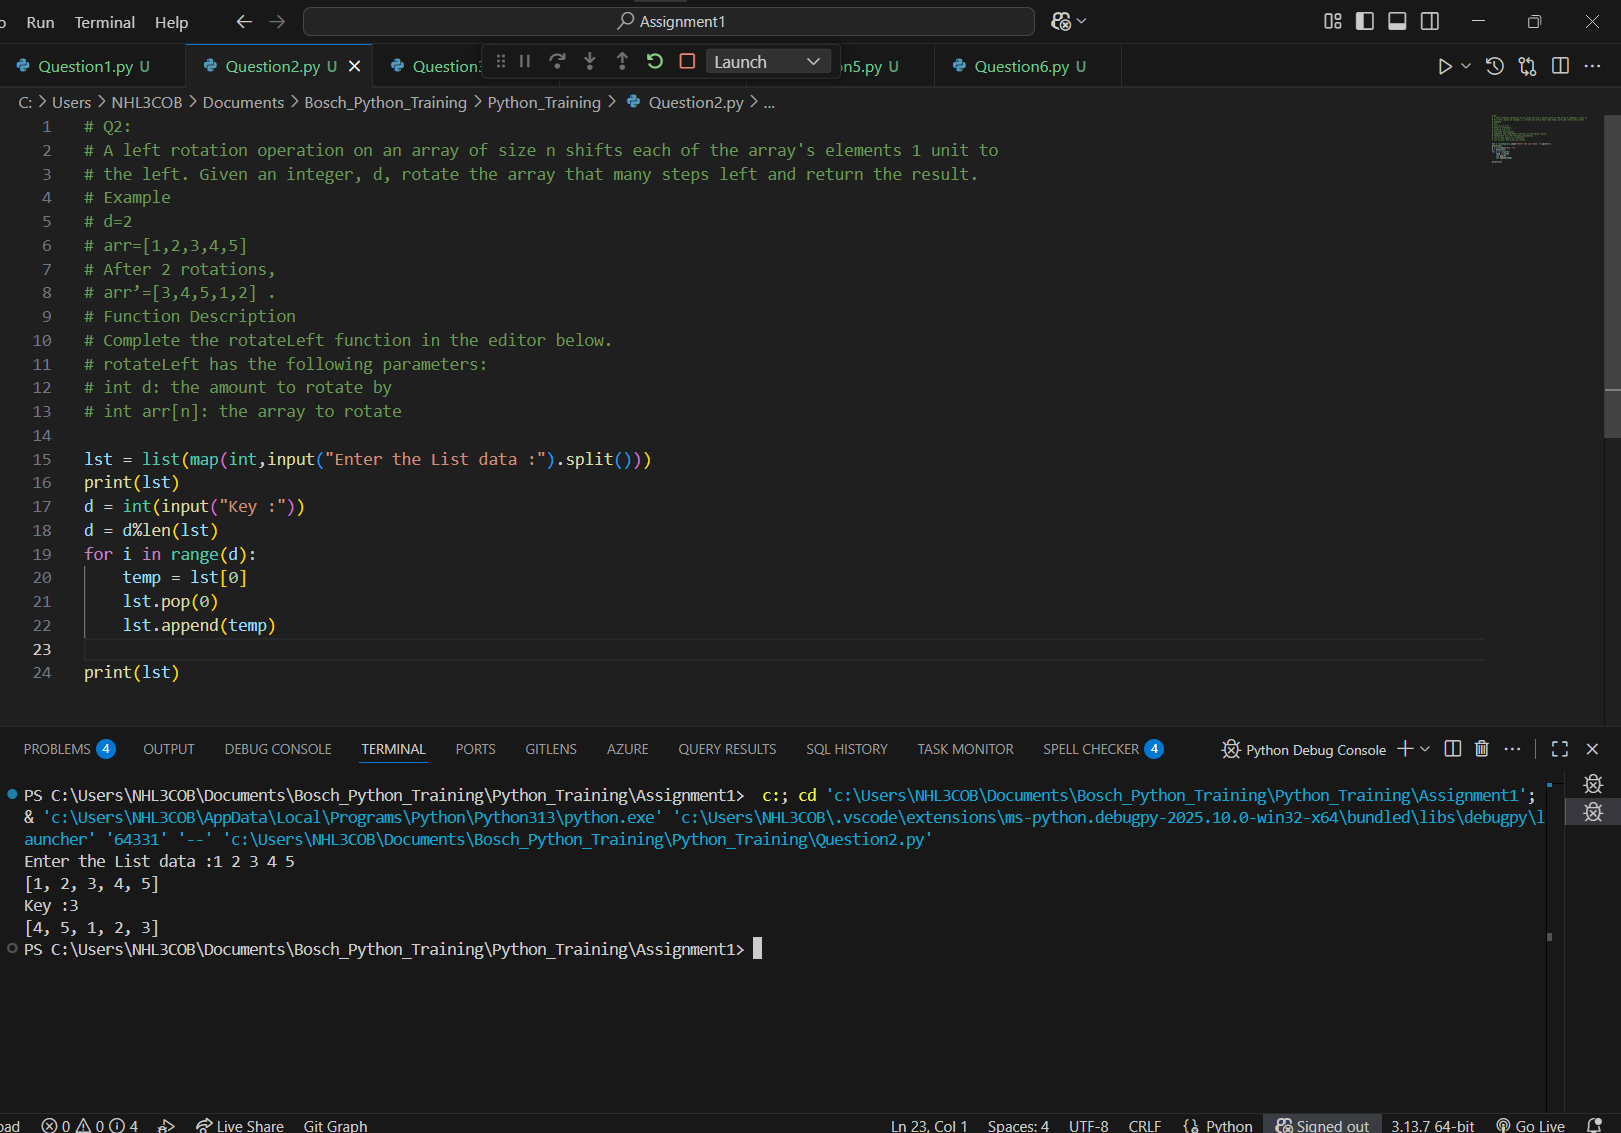 Run Terminal Help Assignment1
Question1.py U Question2.py U Question Launch n5.py U Question6.py U
C: > Users > NHL3COB > Documents > Bosch_Python_Training > Python_Training > Question2.py > ...
1 # Q2:
2 # A left rotation operation on an array of size n shifts each of the array's elements 1 unit to
3 # the left. Given an integer, d, rotate the array that many steps left and return the result.
4 # Example
5 # d=2
6 # arr=[1,2,3,4,5]
7 # After 2 rotations,
8 # arr’=[3,4,5,1,2] .
9 # Function Description
10 # Complete the rotateLeft function in the editor below.
11 # rotateLeft has the following parameters:
12 # int d: the amount to rotate by
13 # int arr[n]: the array to rotate
14
15 lst = list(map(int,input("Enter the List data :").split()))
16 print(lst)
17 d = int(input("Key :"))
18 d = d%len(lst)
19 for i in range(d):
20     temp = lst[0]
21     lst.pop(0)
22     lst.append(temp)
23
24 print(lst)
PROBLEMS 4 OUTPUT DEBUG CONSOLE TERMINAL PORTS GITLENS AZURE QUERY RESULTS SQL HISTORY TASK MONITOR SPELL CHECKER 4 Python Debug Console
PS C:\Users\NHL3COB\Documents\Bosch_Python_Training\Python_Training\Assignment1>  c:; cd 'c:\Users\NHL3COB\Documents\Bosch_Python_Training\Python_Training\Assignment1';
& 'c:\Users\NHL3COB\AppData\Local\Programs\Python\Python313\python.exe' 'c:\Users\NHL3COB\.vscode\extensions\ms-python.debugpy-2025.10.0-win32-x64\bundled\libs\debugpy\l
auncher' '64331' '--' 'c:\Users\NHL3COB\Documents\Bosch_Python_Training\Python_Training\Question2.py'
Enter the List data :1 2 3 4 5
[1, 2, 3, 4, 5]
Key :3
[4, 5, 1, 2, 3]
PS C:\Users\NHL3COB\Documents\Bosch_Python_Training\Python_Training\Assignment1>
oad 0 0 4 Live Share Git Graph Ln 23, Col 1 Spaces: 4 UTF-8 CRLF Python Signed out 3.13.7 64-bit Go Live